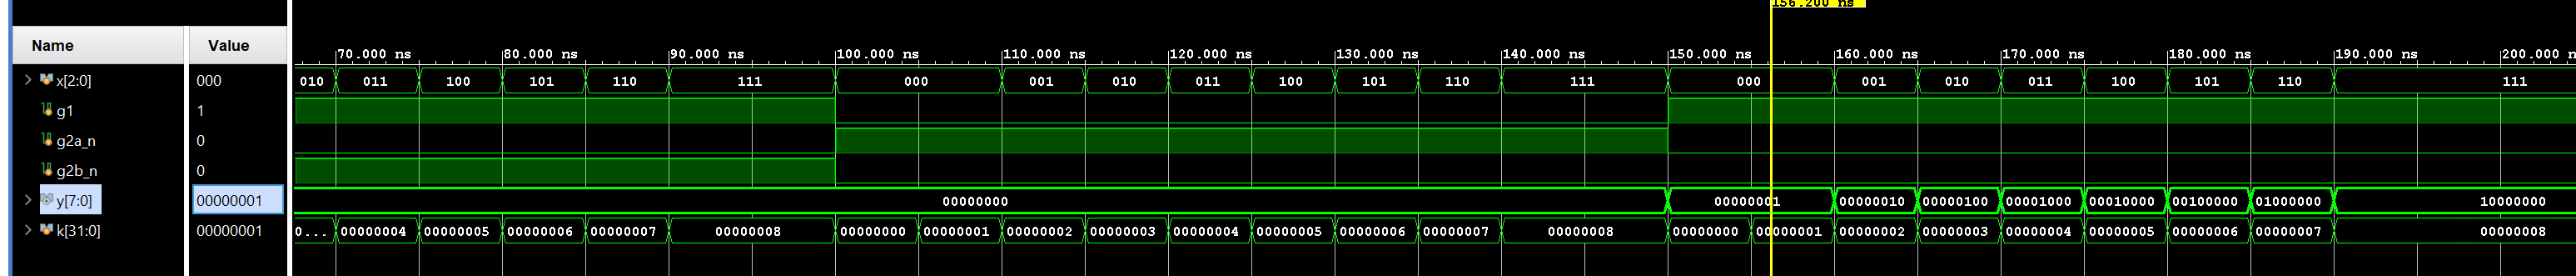 156.200 ns
Name Value
70.000 ns 80.000 ns 90.000 ns 100.000 ns 110.000 ns 120.000 ns 130.000 ns 140.000 ns 150.000 ns 160.000 ns 170.000 ns 180.000 ns 190.000 ns 200.000 n
x[2:0] 000 010 011 100 101 110 111 000 001 010 011 100 101 110 111 000 001 010 011 100 101 110 111
g1 1
g2a_n 0
g2b_n 0
y[7:0] 00000001 00000000 00000001 00000010 00000100 00001000 00010000 00100000 01000000 10000000
k[31:0] 00000001 0... 00000004 00000005 00000006 00000007 00000008 00000000 00000001 00000002 00000003 00000004 00000005 00000006 00000007 00000008 00000000 00000001 00000002 00000003 00000004 00000005 00000006 00000007 00000008